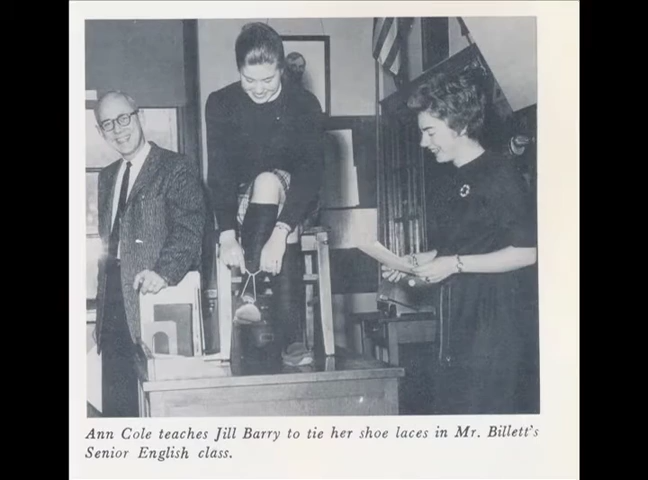 Ann Cole teaches Jill Barry to tie her shoe laces in Mr. Billett's
Senior English class.